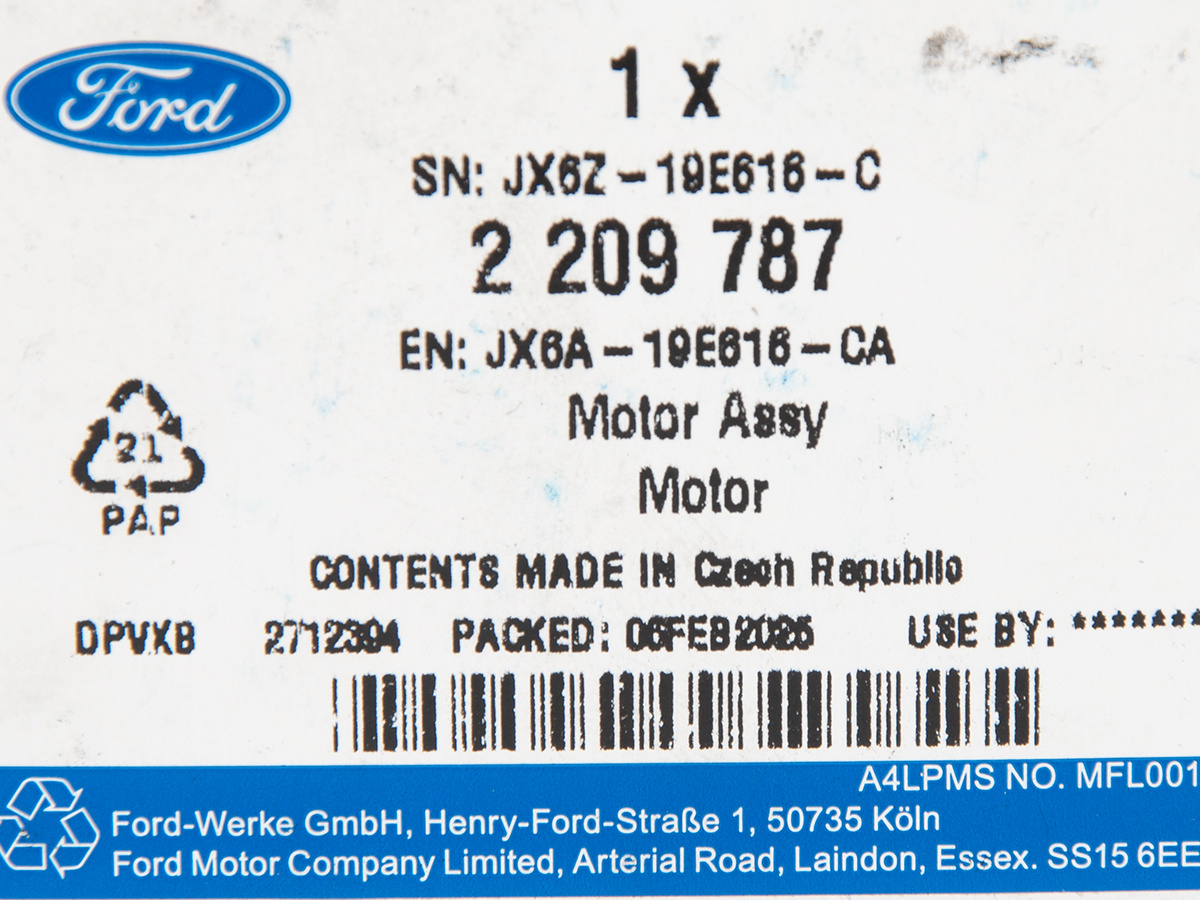 Ford
1 x
SN: JX6Z-19E616-C
2 209 787
EN: JX6A-19E616-CA
Motor Assy
Motor
21
PAP
CONTENTS MADE IN Czech Republic
DPVXB 2712394 PACKED: 06FEB2025 USE BY: *******
A4LPMS NO. MFL001
Ford-Werke GmbH, Henry-Ford-Straße 1, 50735 Köln
Ford Motor Company Limited, Arterial Road, Laindon, Essex. SS15 6EE